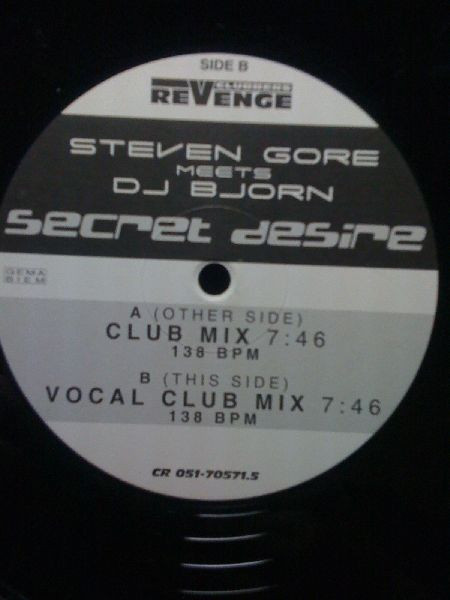 SIDE B
CLUBBERS
REVENGE
STEVEN GORE
MEETS
DJ BJORN
secret desire
GEMA
BIEM
A (OTHER SIDE)
CLUB MIX 7:46
138 BPM
B (THIS SIDE)
VOCAL CLUB MIX 7:46
138 BPM
CR 051-70571.5